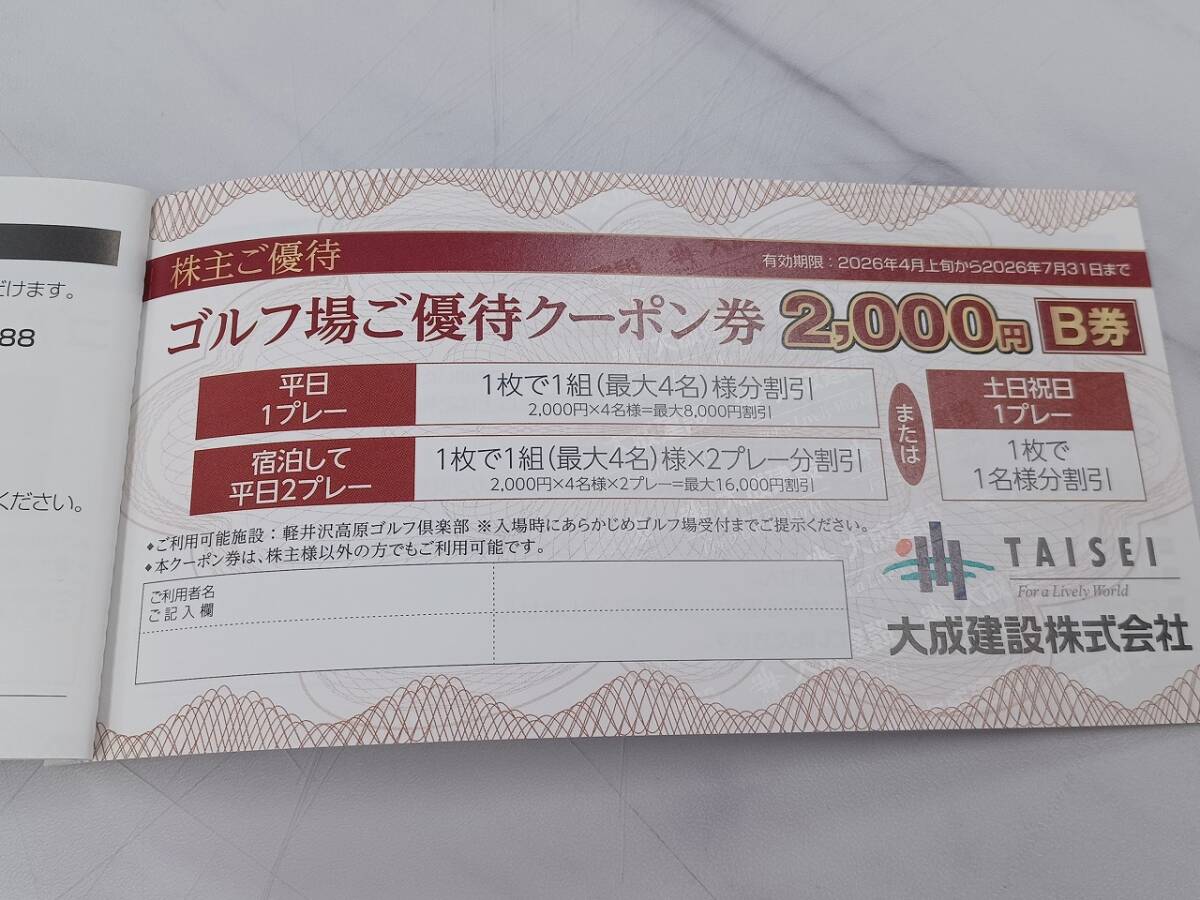 だけます。
88
ください。
株主ご優待
有効期限：2026年4月上旬から2026年7月31日まで
ゴルフ場ご優待クーポン券 2,000円 B券
平日
1プレー
1枚で1組（最大4名）様分割引
2,000円×4名様=最大8,000円割引
宿泊して
平日2プレー
1枚で1組（最大4名）様×2プレー分割引
2,000円×4名様×2プレー=最大16,000円割引
または
土日祝日
1プレー
1枚で
1名様分割引
◆ご利用可能施設：軽井沢高原ゴルフ倶楽部 ※入場時にあらかじめゴルフ場受付までご提示ください。
◆本クーポン券は、株主様以外の方でもご利用可能です。
ご利用者名
ご記入欄
TAISEI
For a Lively World
大成建設株式会社